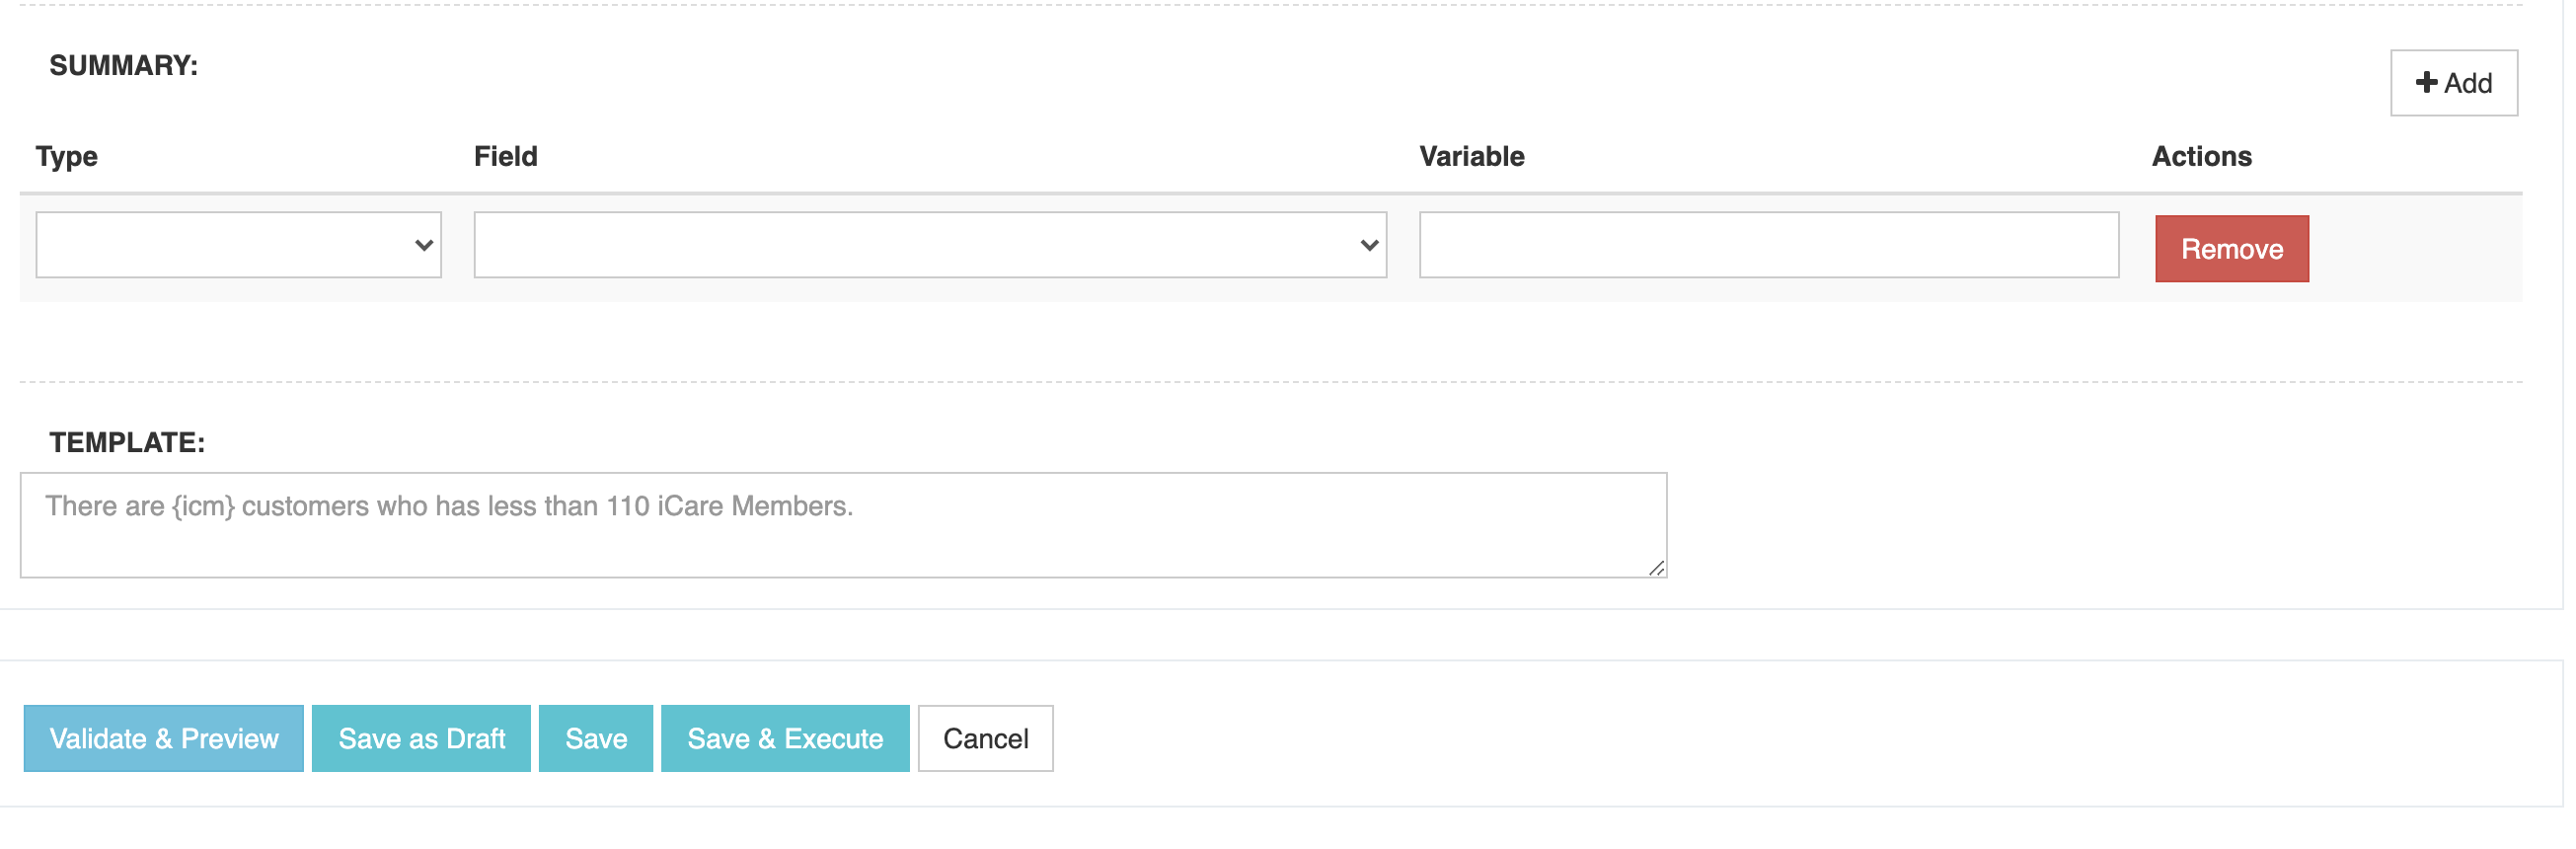 SUMMARY:
Add
Type Field Variable Actions
Remove
TEMPLATE:
There are {icm} customers who has less than 110 iCare Members.
Validate & Preview Save as Draft Save Save & Execute Cancel